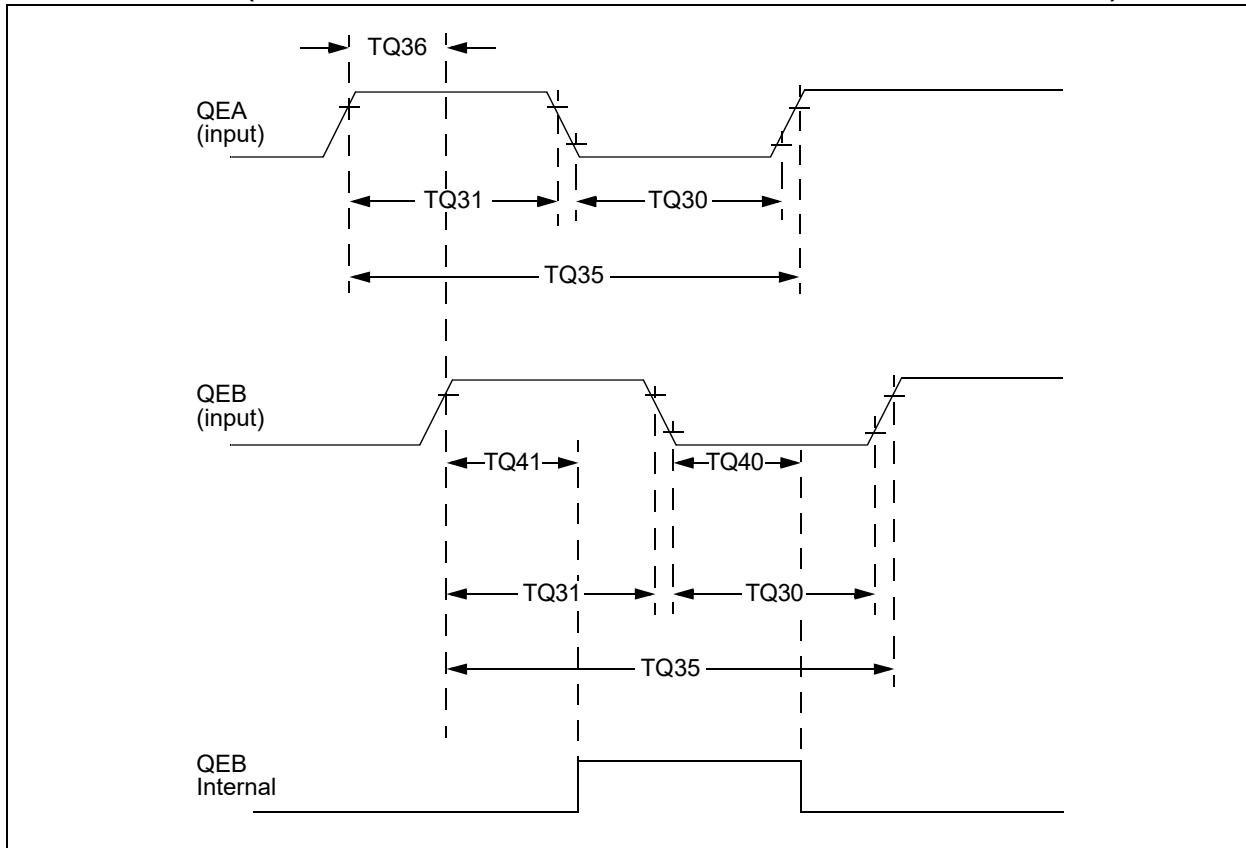 TQ36
QEA
(input)
TQ31
TQ30
TQ35
QEB
(input)
TQ41
TQ40
TQ31
TQ30
TQ35
QEB
Internal